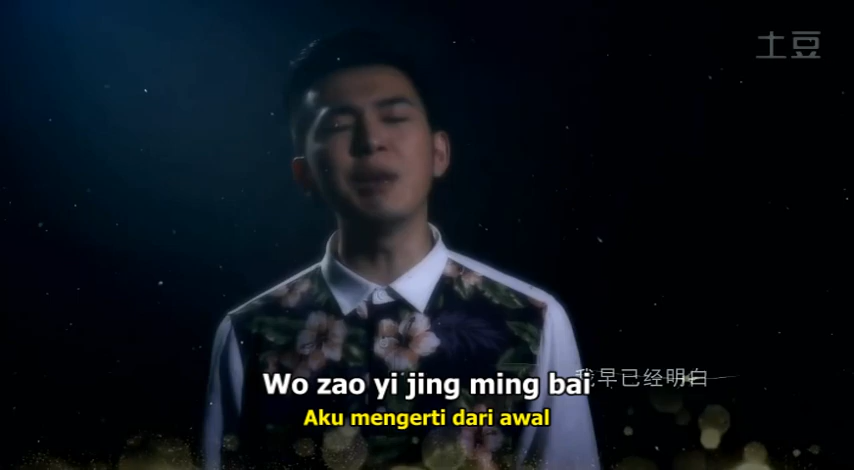 土豆
我早已经明白
Wo zao yi jing ming bai
Aku mengerti dari awal